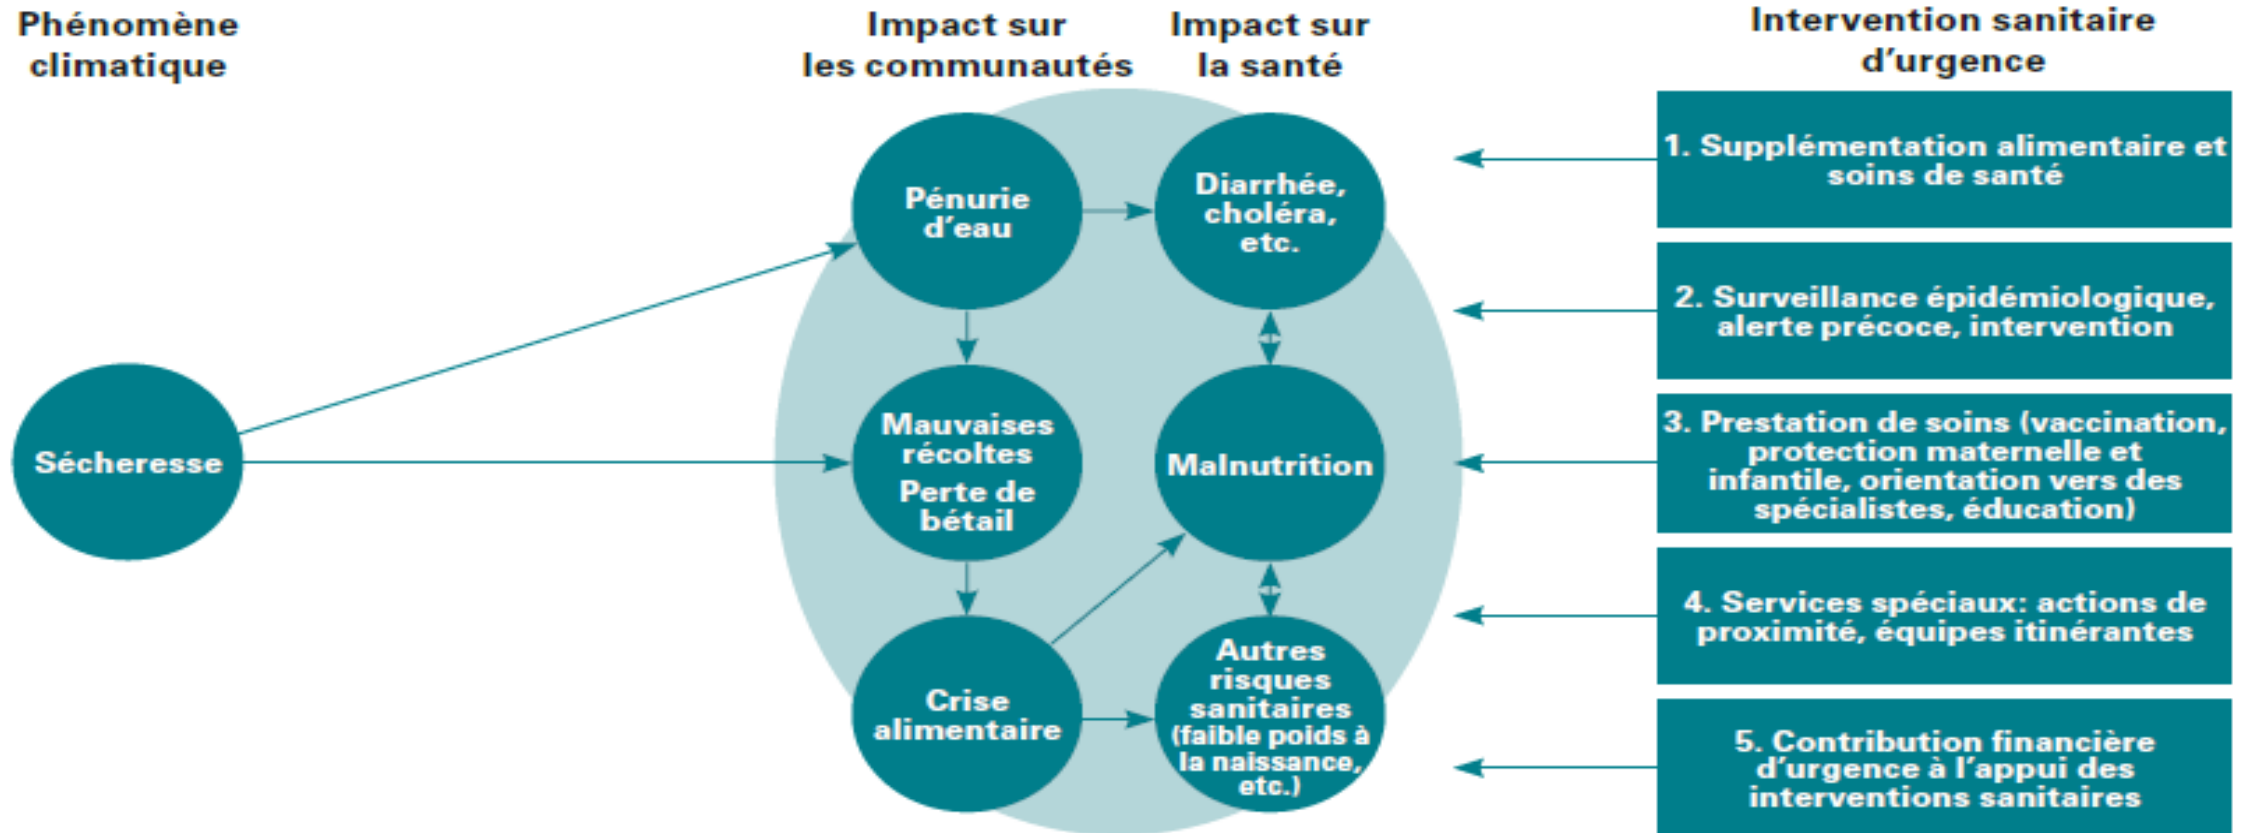 Phénomène
climatique
Impact sur
les communautés
Impact sur
la santé
Intervention sanitaire
d'urgence
Sécheresse
Pénurie
d'eau
Mauvaises
récoltes
Perte de
bétail
Crise
alimentaire
Diarrhée,
choléra,
etc.
Malnutrition
Autres
risques
sanitaires
(faible poids à
la naissance,
etc.)
1. Supplémentation alimentaire et
soins de santé
2. Surveillance épidémiologique,
alerte précoce, intervention
3. Prestation de soins (vaccination,
protection maternelle et
infantile, orientation vers des
spécialistes, éducation)
4. Services spéciaux: actions de
proximité, équipes itinérantes
5. Contribution financière
d'urgence à l'appui des
interventions sanitaires